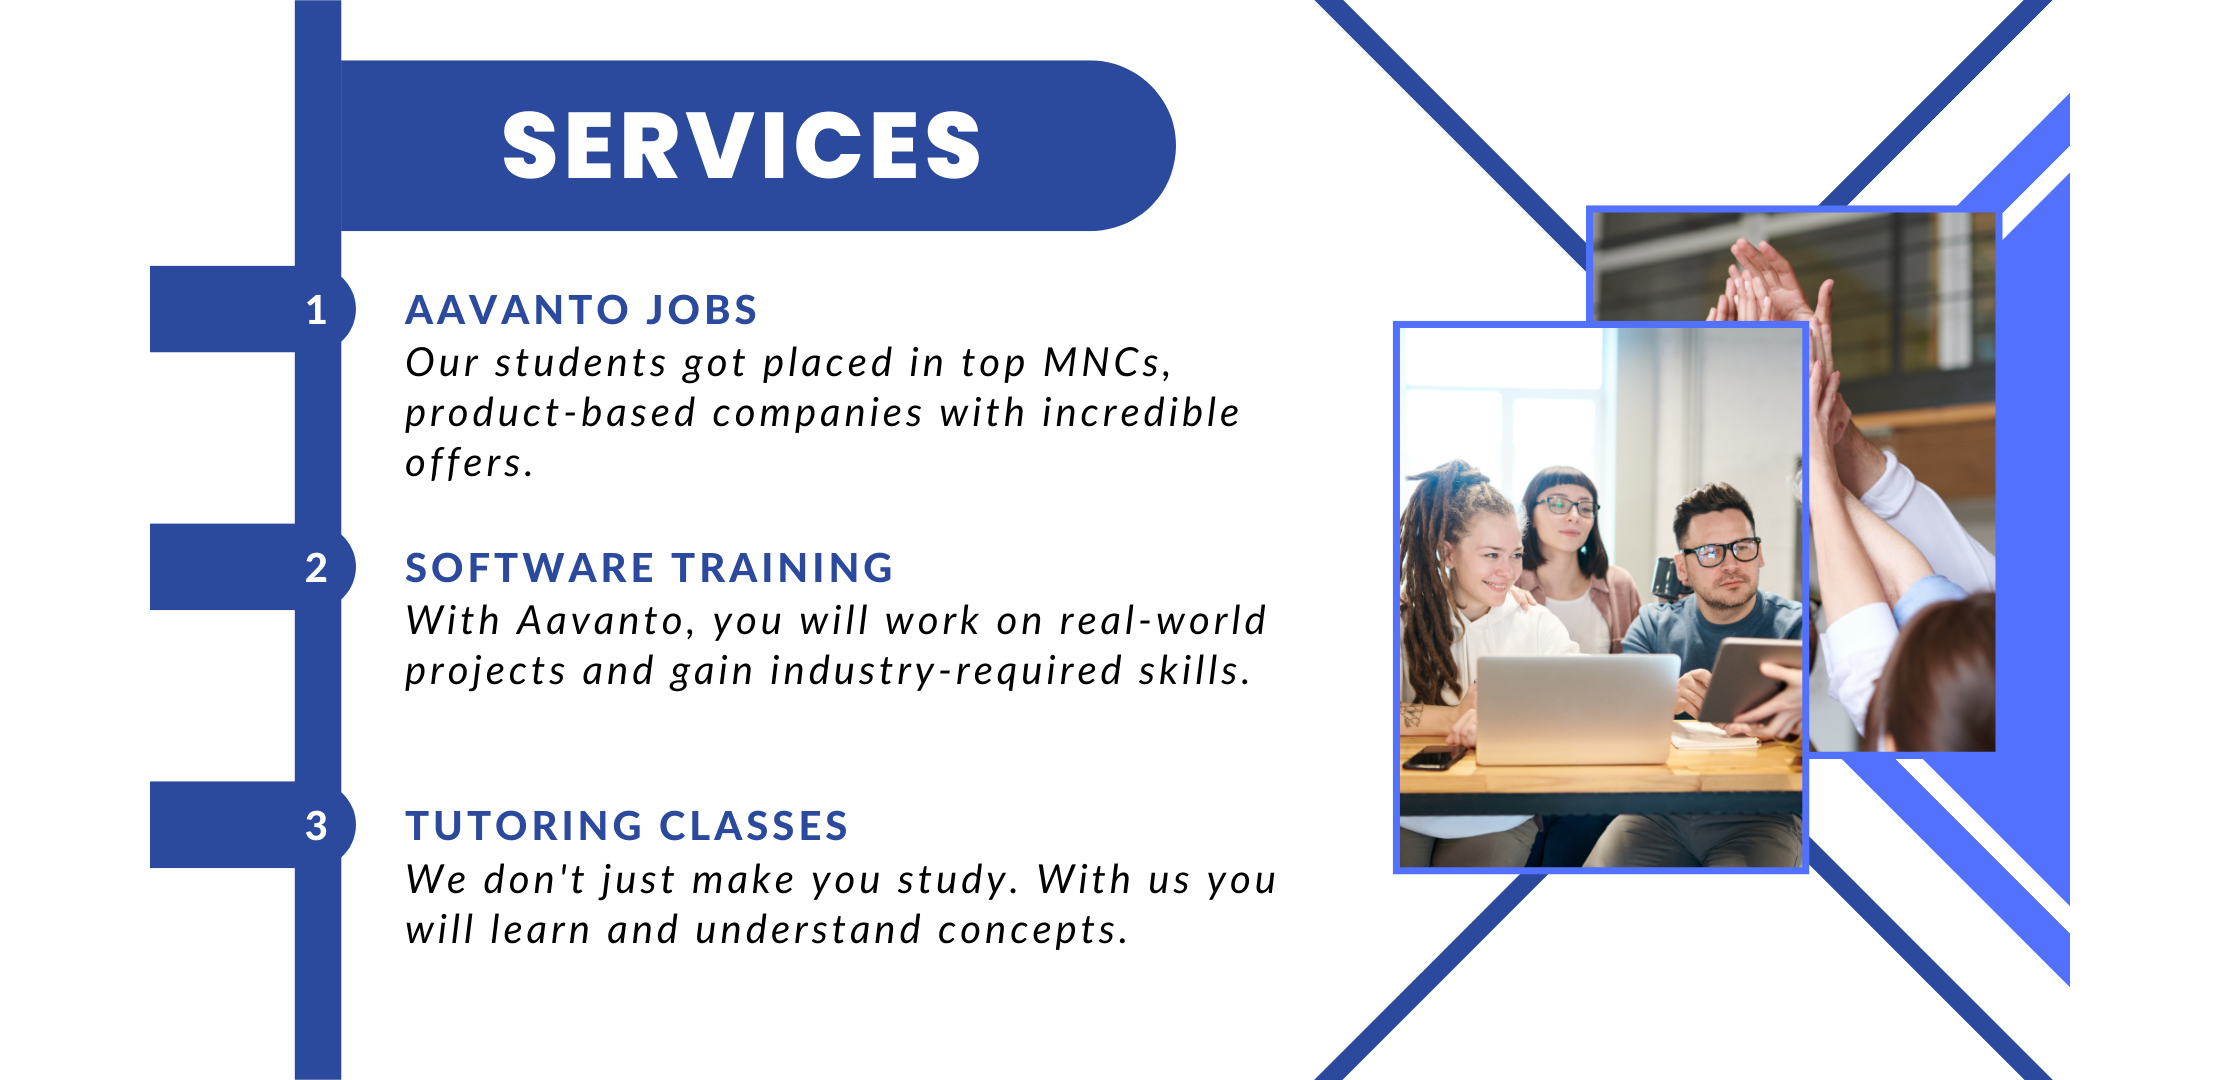 SERVICES
1
AAVANTO JOBS
Our students got placed in top MNCs,
product-based companies with incredible
offers.
2
SOFTWARE TRAINING
With Aavanto, you will work on real-world
projects and gain industry-required skills.
3
TUTORING CLASSES
We don't just make you study. With us you
will learn and understand concepts.